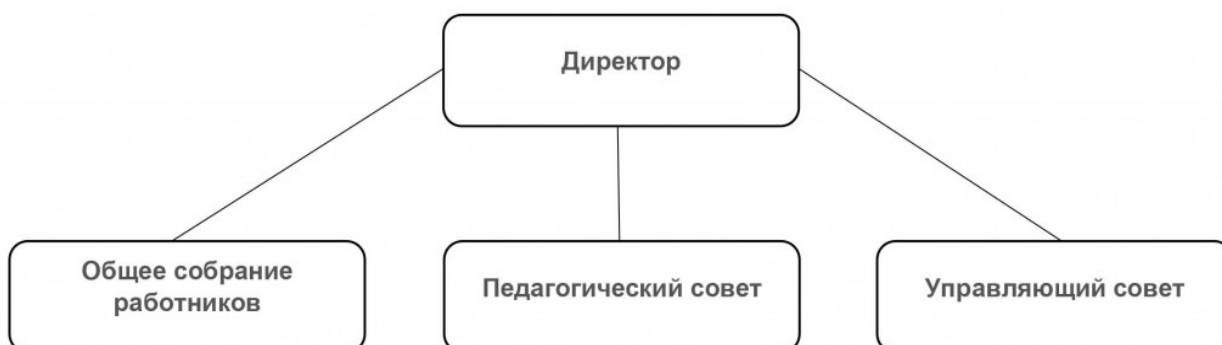 Директор
Общее собрание
работников
Педагогический совет
Управляющий совет